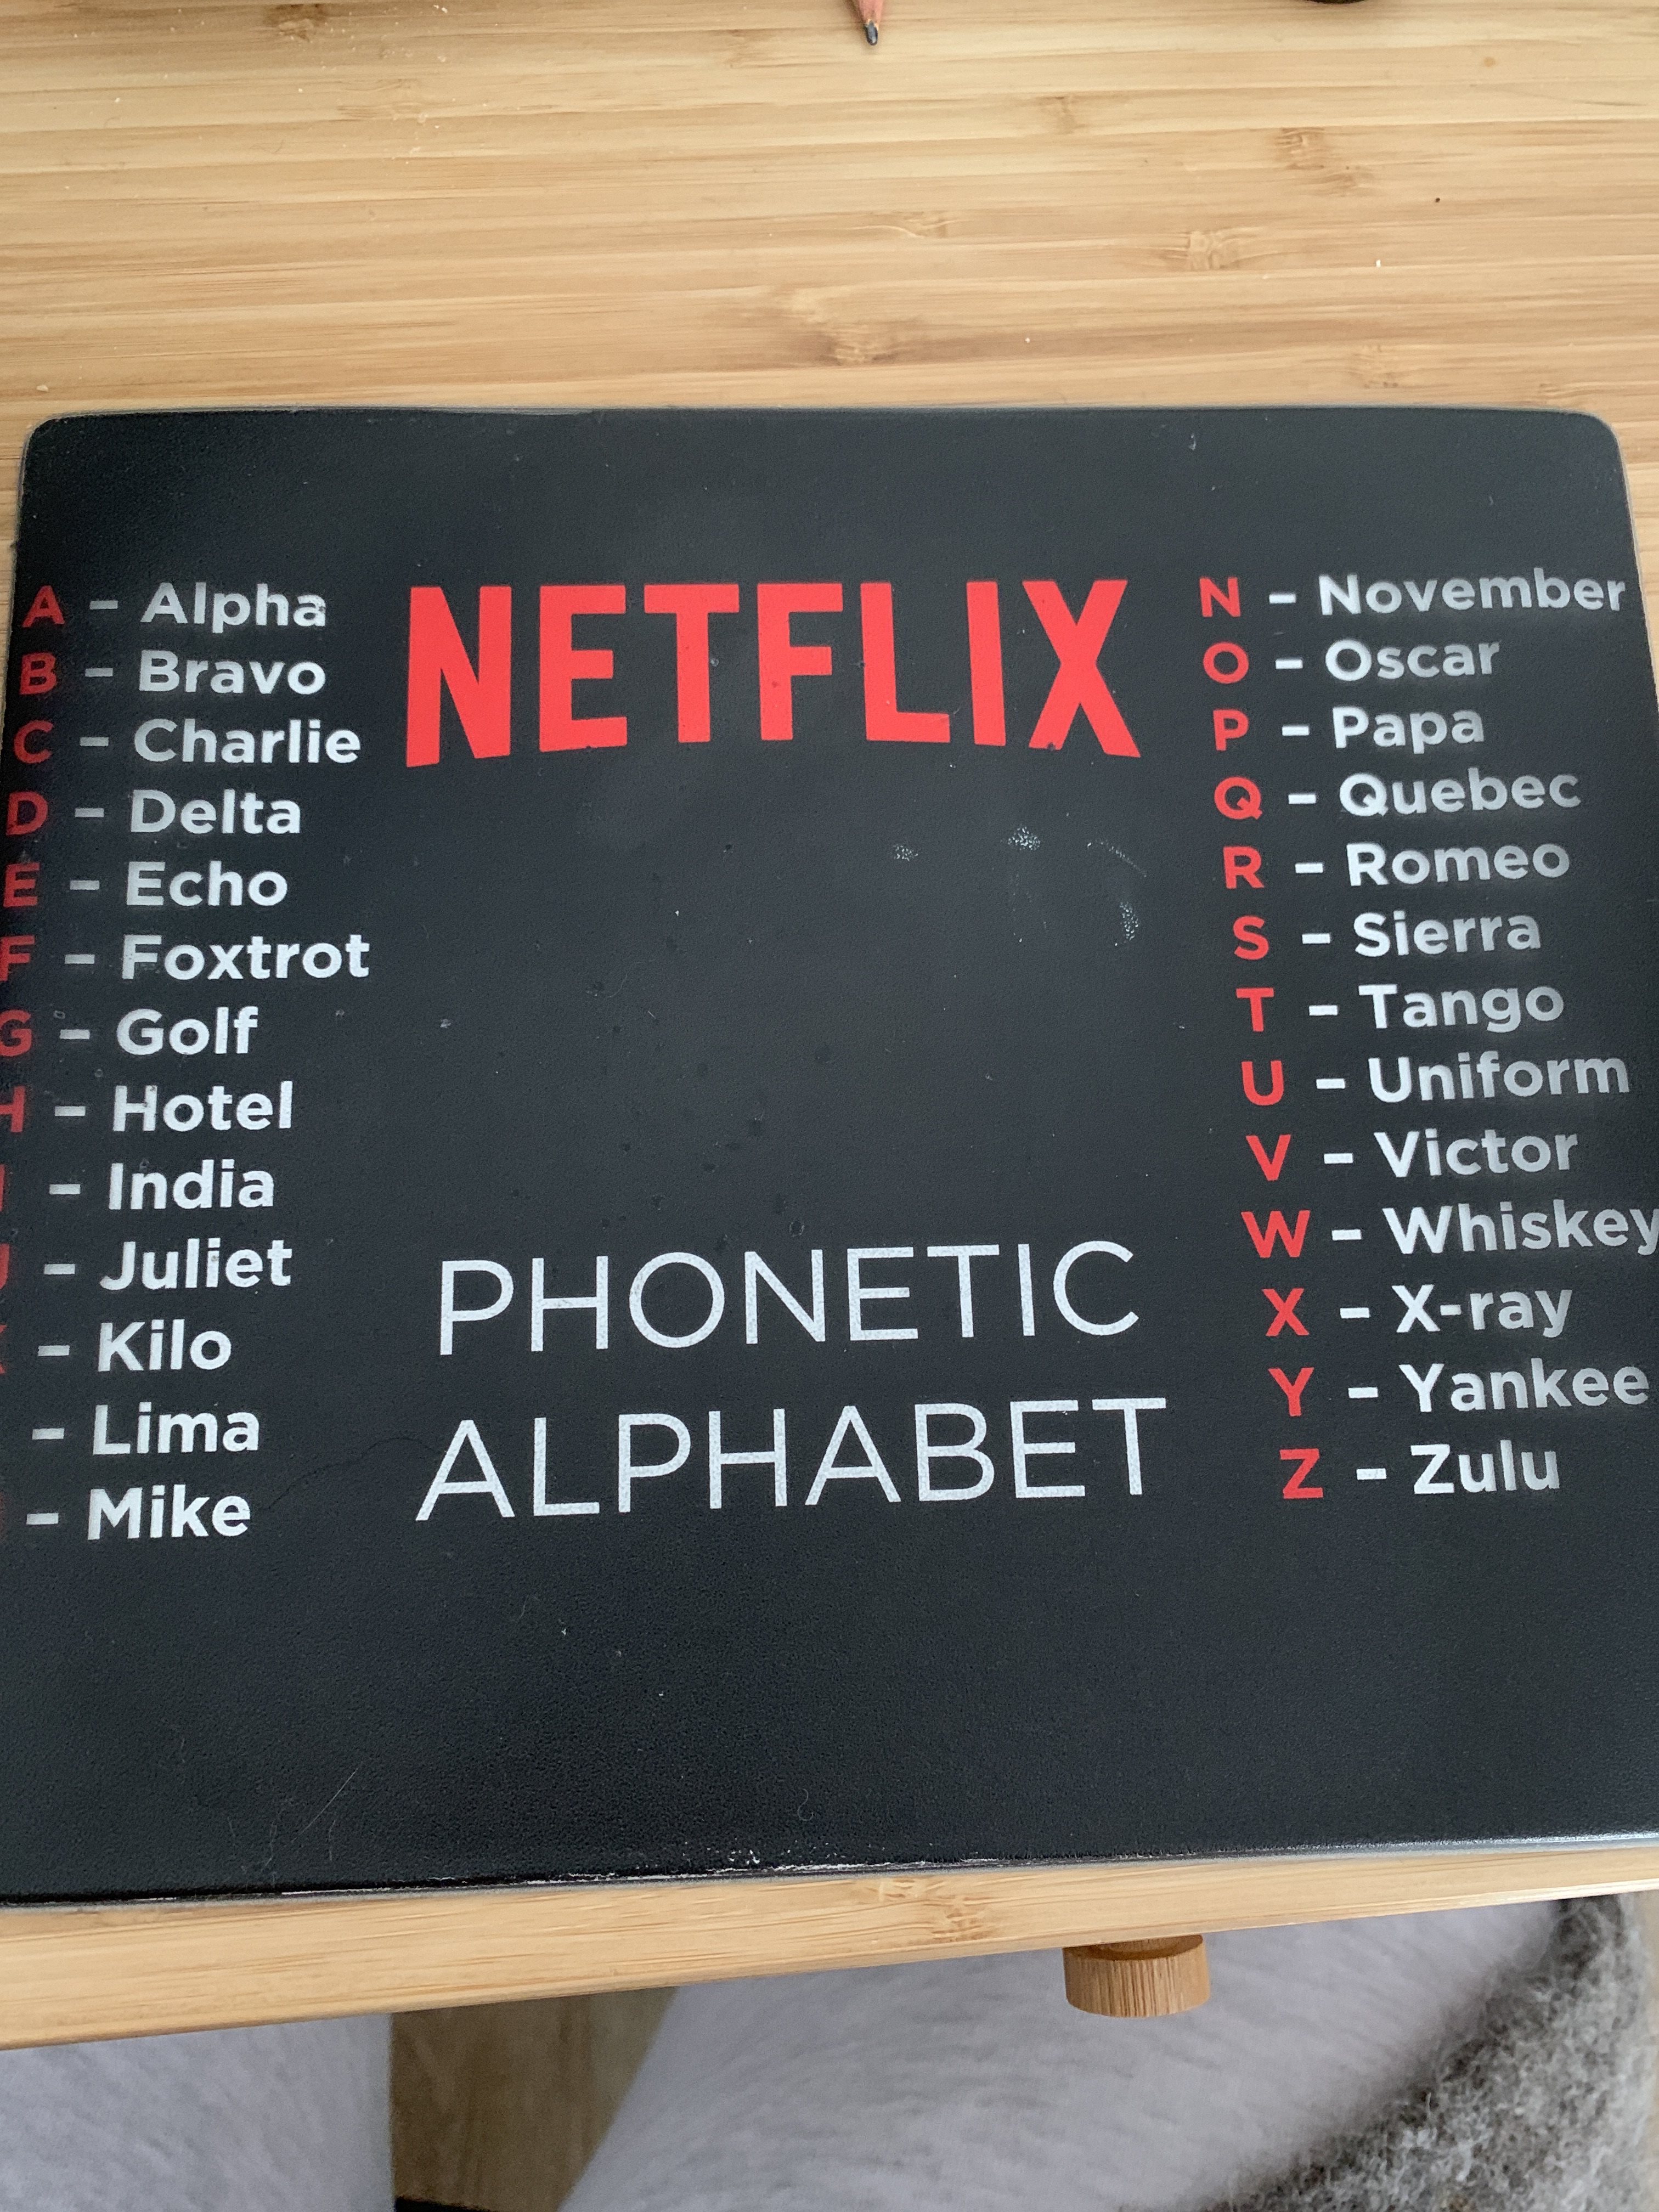 NETFLIX
A – Alpha
B – Bravo
C – Charlie
D – Delta
E – Echo
F – Foxtrot
G – Golf
H – Hotel
I – India
J – Juliet
K – Kilo
– Lima
– Mike
PHONETIC
ALPHABET
N – November
O – Oscar
P – Papa
Q – Quebec
R – Romeo
S – Sierra
T – Tango
U – Uniform
V – Victor
W – Whiskey
X – X-ray
Y – Yankee
Z – Zulu